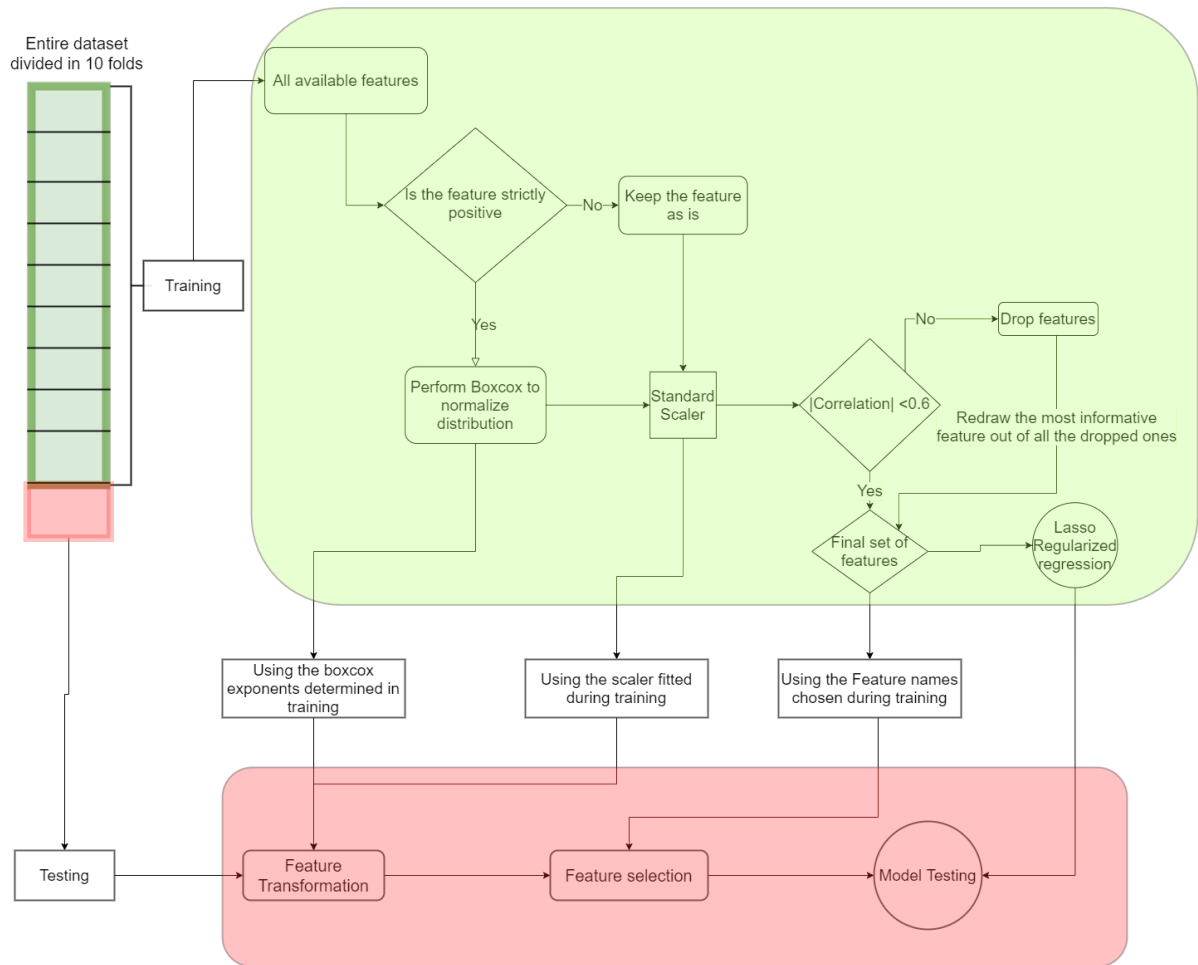 Entire dataset
divided in 10 folds
All available features
Is the feature strictly
positive
No
Keep the feature
as is
Training
Yes
No
Drop features
Perform Boxcox to
normalize
distribution
Standard
Scaler
|Correlation| <0.6
Redraw the most informative
feature out of all the dropped ones
Yes
Final set of
features
Lasso
Regularized
regression
Using the boxcox
exponents determined in
training
Using the scaler fitted
during training
Using the Feature names
chosen during training
Testing
Feature
Transformation
Feature selection
Model Testing